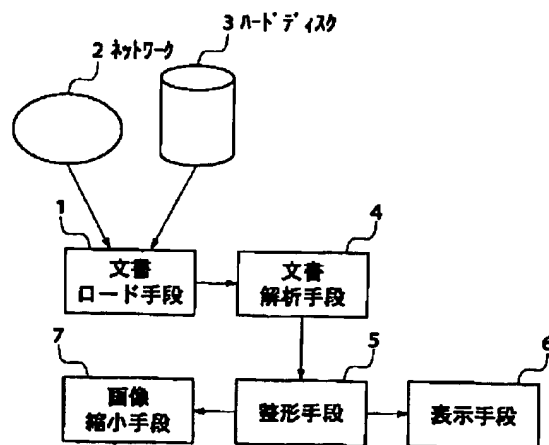 3 ﾊｰﾄﾞﾃﾞｨｽｸ
2 ﾈｯﾄﾜｰｸ
1
文書
ロード手段
4
文書
解析手段
7
画像
縮小手段
5
整形手段
6
表示手段